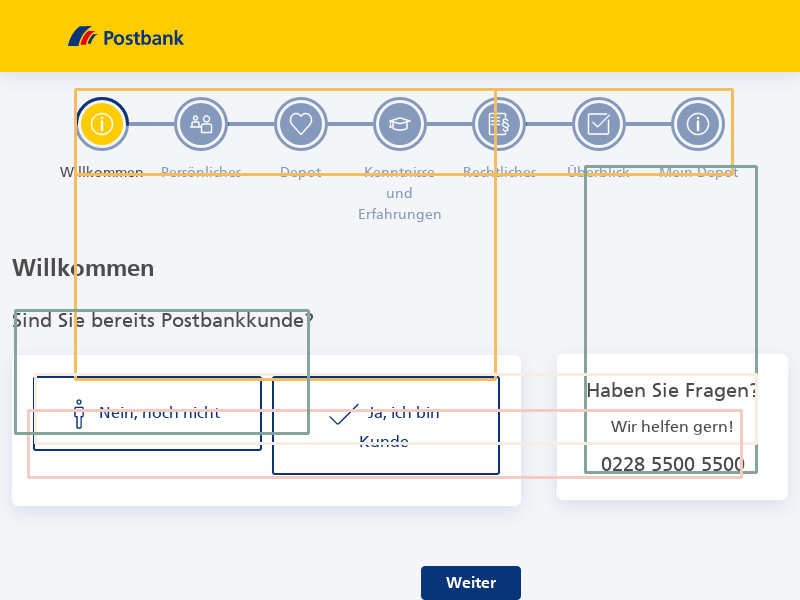 Postbank
Willkommen
Persönliches
Depot
Kenntnisse
und
Erfahrungen
Rechtliches
Überblick
Mein Depot
Willkommen
Sind Sie bereits Postbankkunde?
Nein, noch nicht
Ja, ich bin
Kunde
Haben Sie Fragen?
Wir helfen gern!
0228 5500 5500
Weiter